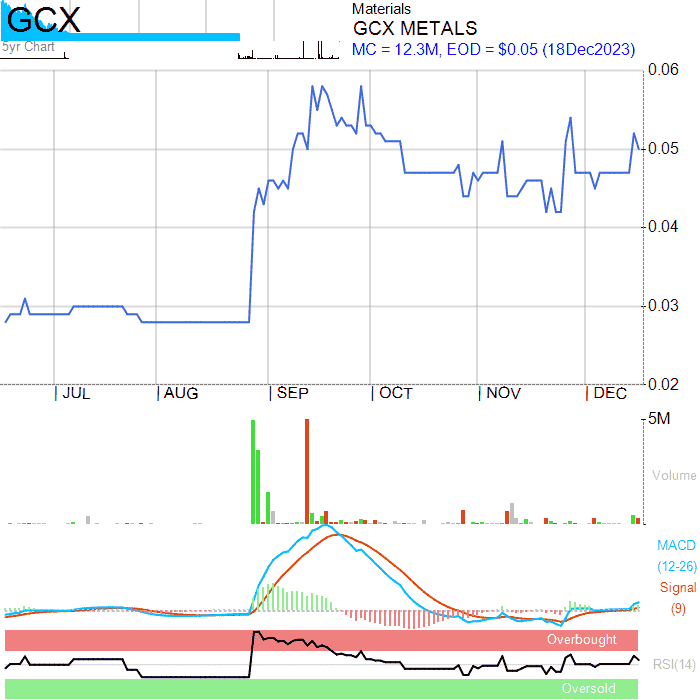 GCX
5yr Chart
Materials
GCX METALS
MC = 12.3M, EOD = $0.05 (18Dec2023)
0.06
0.05
0.04
0.03
0.02
JUL AUG SEP OCT NOV DEC
5M
Volume
MACD
(12-26)
Signal
(9)
Overbought
RSI(14)
Oversold